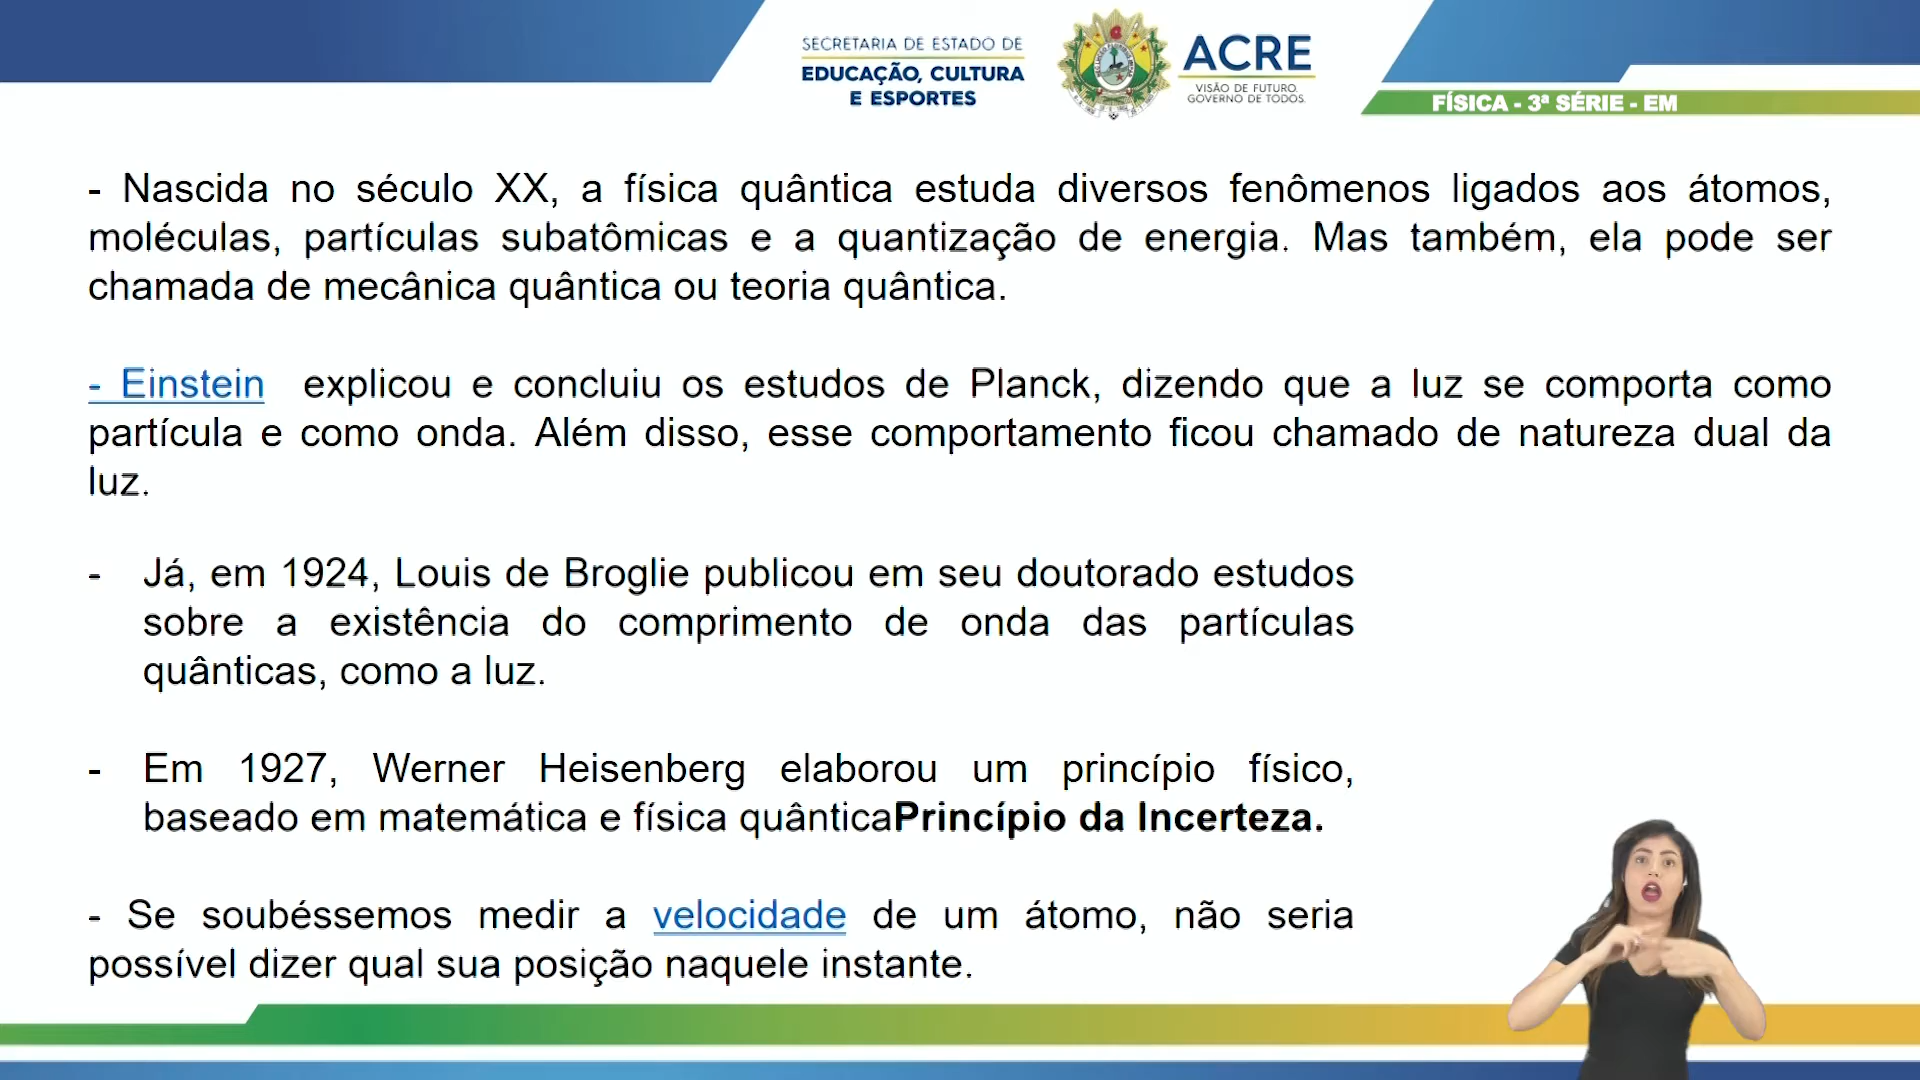 SECRETARIA DE ESTADO DE
EDUCAÇÃO, CULTURA
E ESPORTES
ACRE
VISÃO DE FUTURO.
GOVERNO DE TODOS.
FÍSICA - 3ª SÉRIE - EM
- Nascida no século XX, a física quântica estuda diversos fenômenos ligados aos átomos,
moléculas, partículas subatômicas e a quantização de energia. Mas também, ela pode ser
chamada de mecânica quântica ou teoria quântica.
- Einstein explicou e concluiu os estudos de Planck, dizendo que a luz se comporta como
partícula e como onda. Além disso, esse comportamento ficou chamado de natureza dual da
luz.
- Já, em 1924, Louis de Broglie publicou em seu doutorado estudos
sobre a existência do comprimento de onda das partículas
quânticas, como a luz.
- Em 1927, Werner Heisenberg elaborou um princípio físico,
baseado em matemática e física quânticaPrincípio da Incerteza.
- Se soubéssemos medir a velocidade de um átomo, não seria
possível dizer qual sua posição naquele instante.